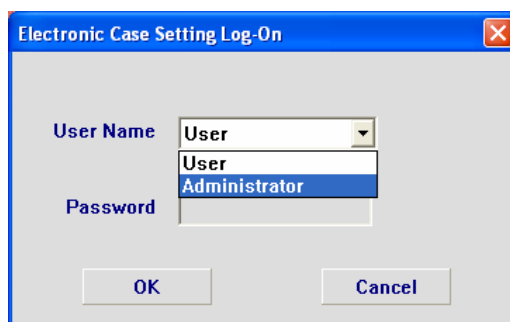 Electronic Case Setting Log-On
User Name User
User
Administrator
Password
OK Cancel